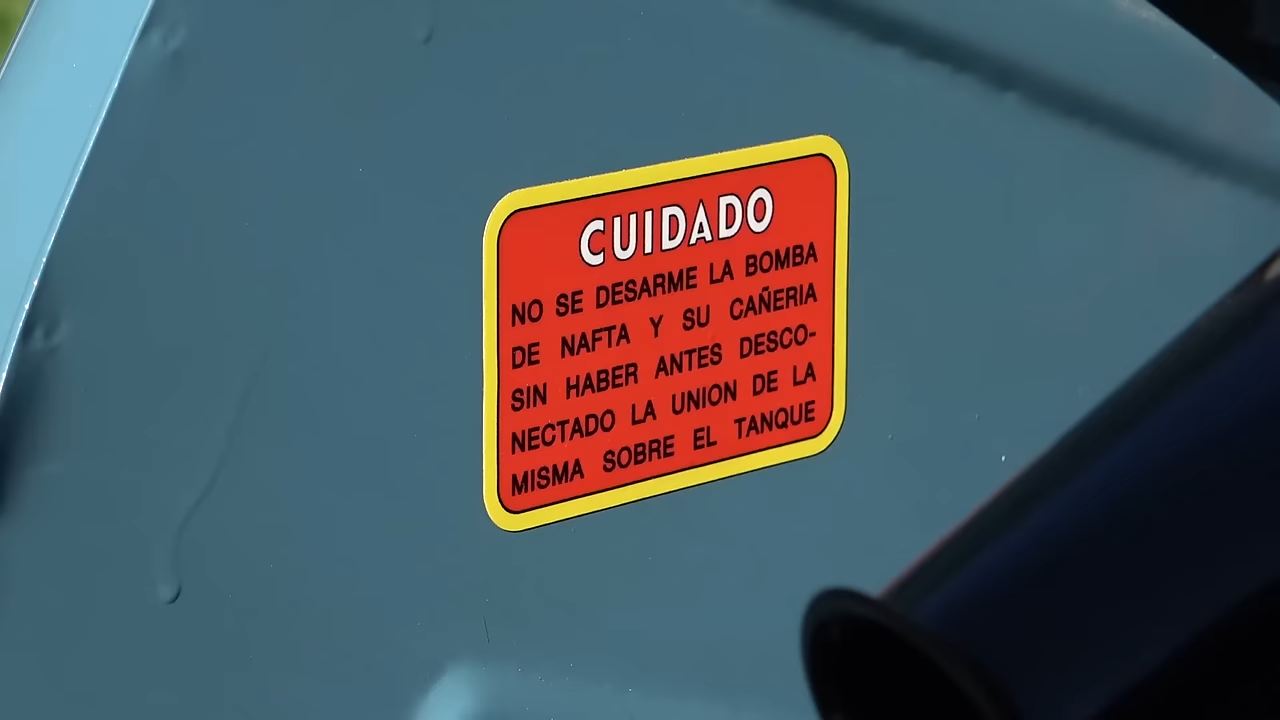 CUIDADO
NO SE DESARME LA BOMBA
DE NAFTA Y SU CAÑERIA
SIN HABER ANTES DESCO-
NECTADO LA UNION DE LA
MISMA SOBRE EL TANQUE